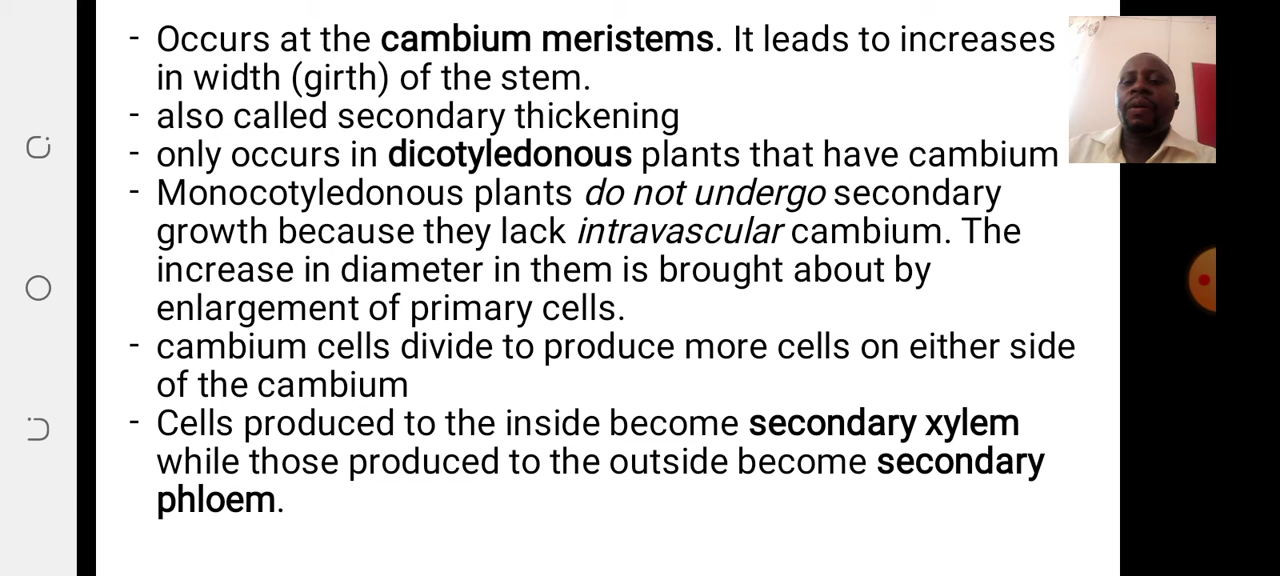 - Occurs at the cambium meristems. It leads to increases
in width (girth) of the stem.
- also called secondary thickening
- only occurs in dicotyledonous plants that have cambium
- Monocotyledonous plants do not undergo secondary
growth because they lack intravascular cambium. The
increase in diameter in them is brought about by
enlargement of primary cells.
- cambium cells divide to produce more cells on either side
of the cambium
- Cells produced to the inside become secondary xylem
while those produced to the outside become secondary
phloem.